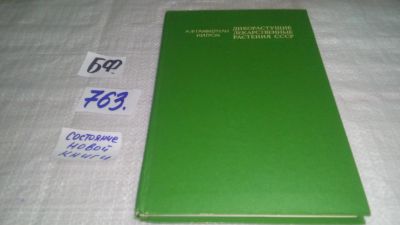 БФ.
763.
СОСТОЯНИЕ
НОВОЙ
КНИГИ
А.Ф.ГАММЕРМАН
ДИКОРАСТУЩИЕ
ЛЕКАРСТВЕННЫЕ
РАСТЕНИЯ СССР